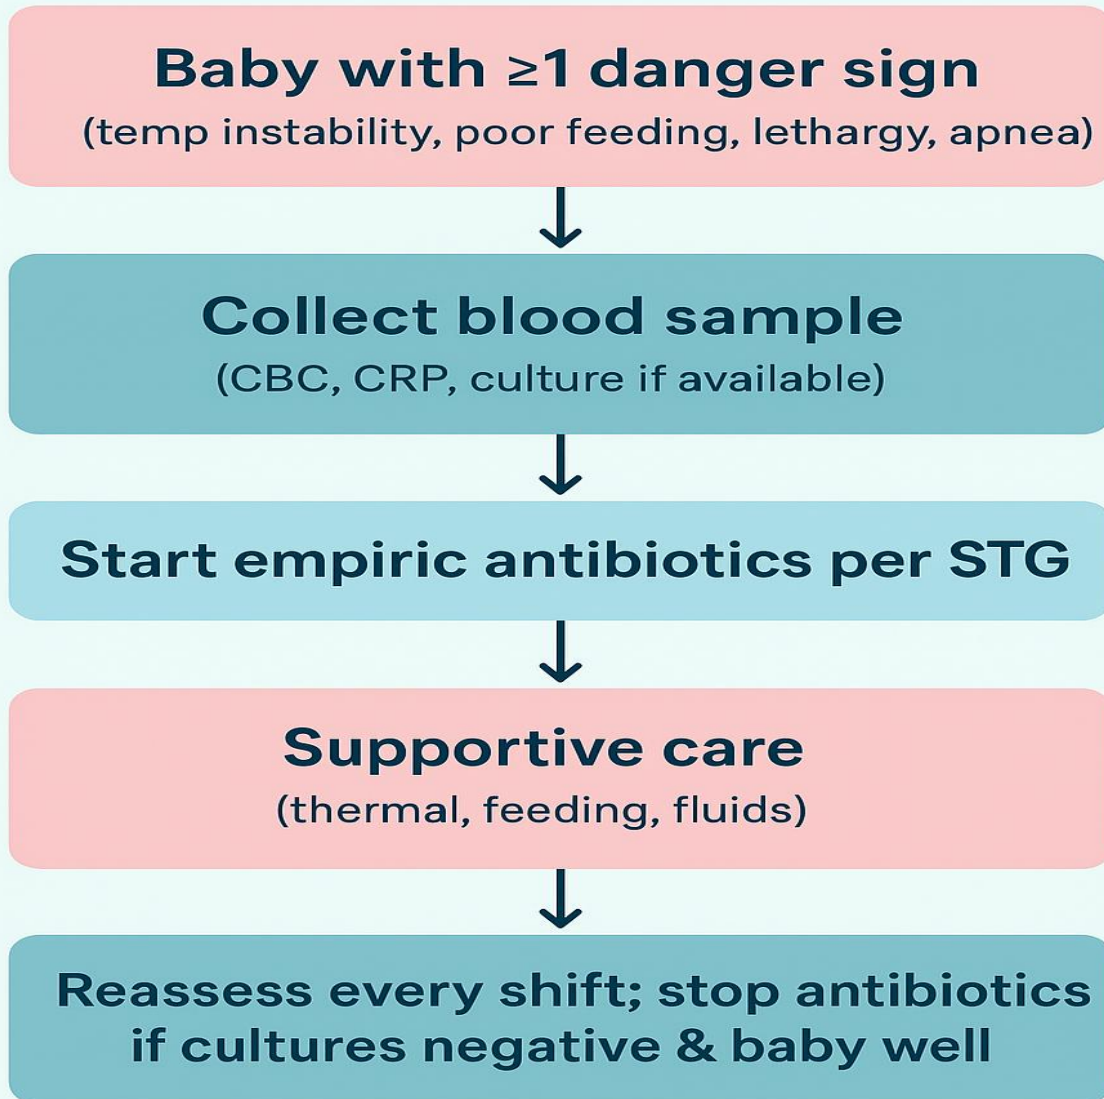 Baby with ≥1 danger sign
(temp instability, poor feeding, lethargy, apnea)
Collect blood sample
(CBC, CRP, culture if available)
Start empiric antibiotics per STG
Supportive care
(thermal, feeding, fluids)
Reassess every shift; stop antibiotics
if cultures negative & baby well